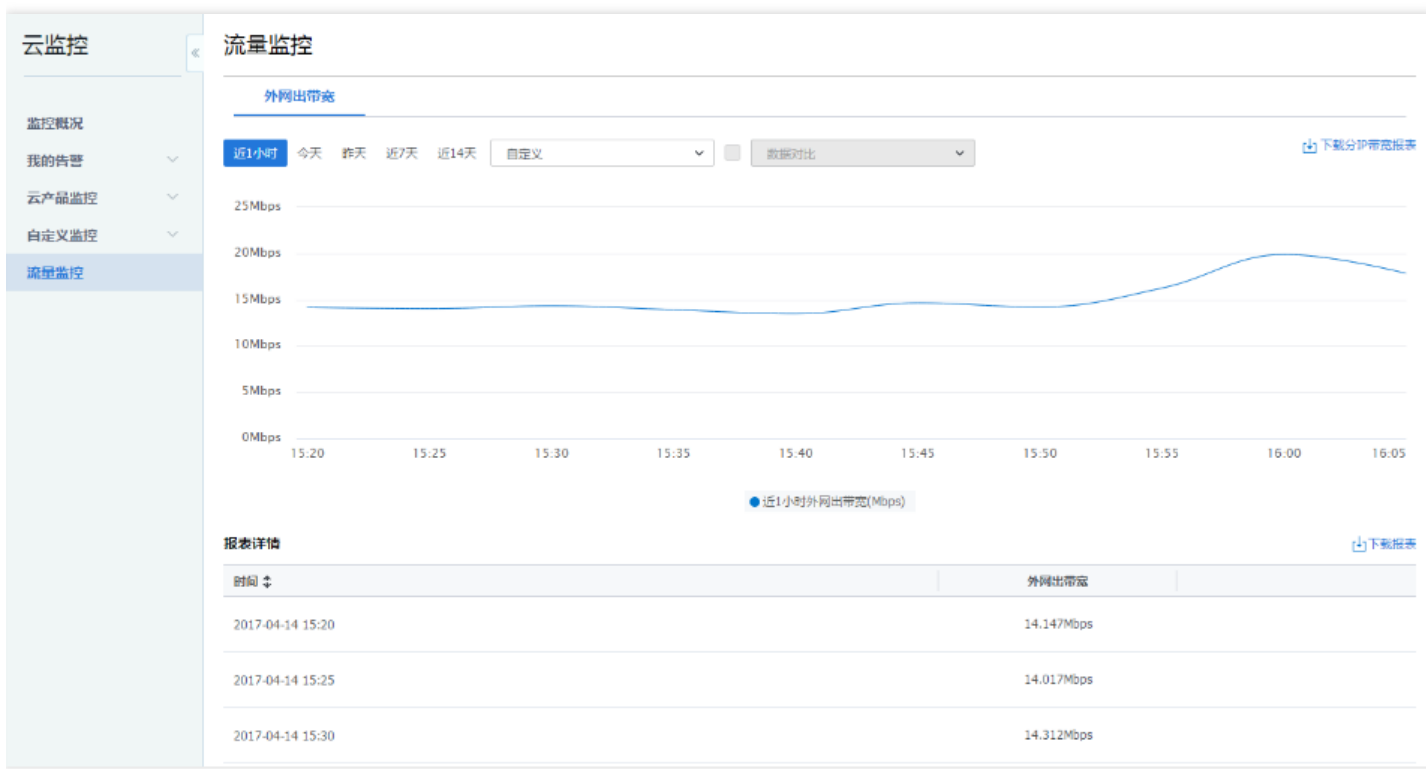 云监控
«
监控概况
我的告警
云产品监控
自定义监控
流量监控
流量监控
外网出带宽
近1小时 今天 昨天 近7天 近14天 自定义 数据对比
下载分IP带宽报表
25Mbps
20Mbps
15Mbps
10Mbps
5Mbps
0Mbps
15:20 15:25 15:30 15:35 15:40 15:45 15:50 15:55 16:00 16:05
近1小时外网出带宽(Mbps)
报表详情 下载报表
时间 外网出带宽
2017-04-14 15:20 14.147Mbps
2017-04-14 15:25 14.017Mbps
2017-04-14 15:30 14.312Mbps